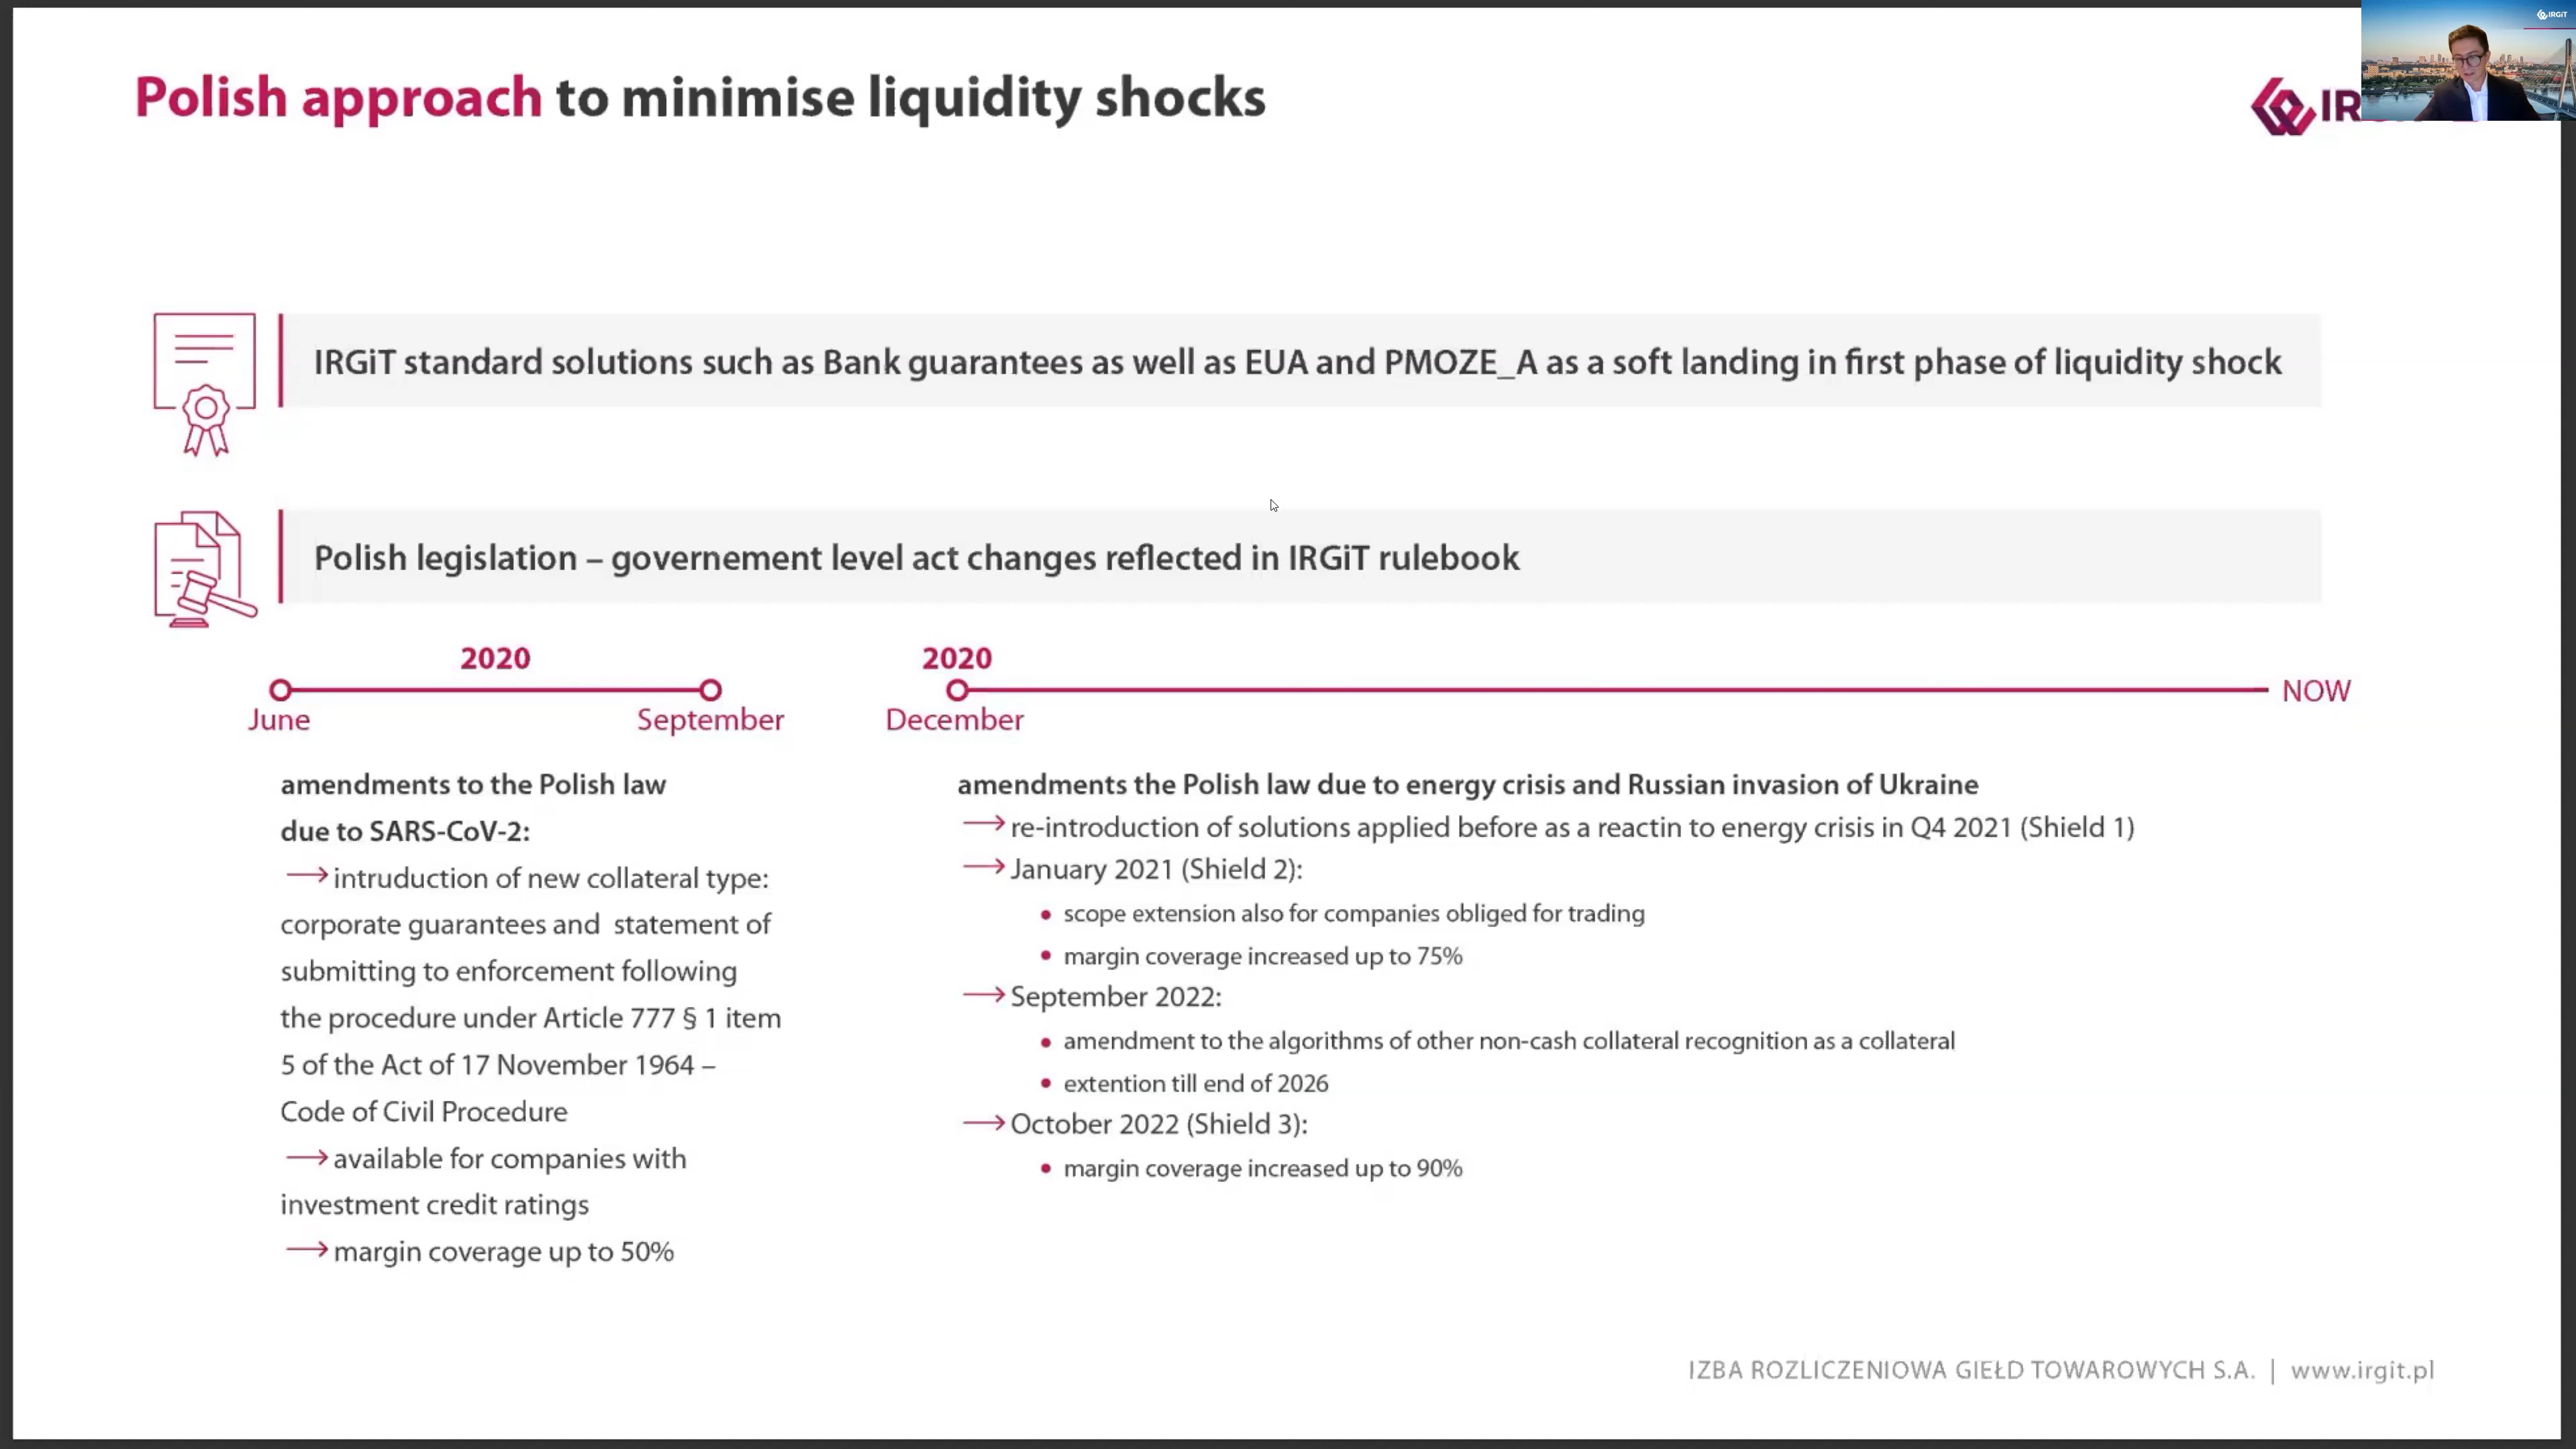 Polish approach to minimise liquidity shocks
IRGiT
IR
IRGiT standard solutions such as Bank guarantees as well as EUA and PMOZE_A as a soft landing in first phase of liquidity shock
Polish legislation – governement level act changes reflected in IRGiT rulebook
2020
June
September
2020
December
NOW
amendments to the Polish law
due to SARS-CoV-2:
→ intruduction of new collateral type:
corporate guarantees and statement of
submitting to enforcement following
the procedure under Article 777 § 1 item
5 of the Act of 17 November 1964 –
Code of Civil Procedure
→ available for companies with
investment credit ratings
→ margin coverage up to 50%
amendments the Polish law due to energy crisis and Russian invasion of Ukraine
→ re-introduction of solutions applied before as a reactin to energy crisis in Q4 2021 (Shield 1)
→ January 2021 (Shield 2):
• scope extension also for companies obliged for trading
• margin coverage increased up to 75%
→ September 2022:
• amendment to the algorithms of other non-cash collateral recognition as a collateral
• extention till end of 2026
→ October 2022 (Shield 3):
• margin coverage increased up to 90%
IZBA ROZLICZENIOWA GIEŁD TOWAROWYCH S.A. | www.irgit.pl